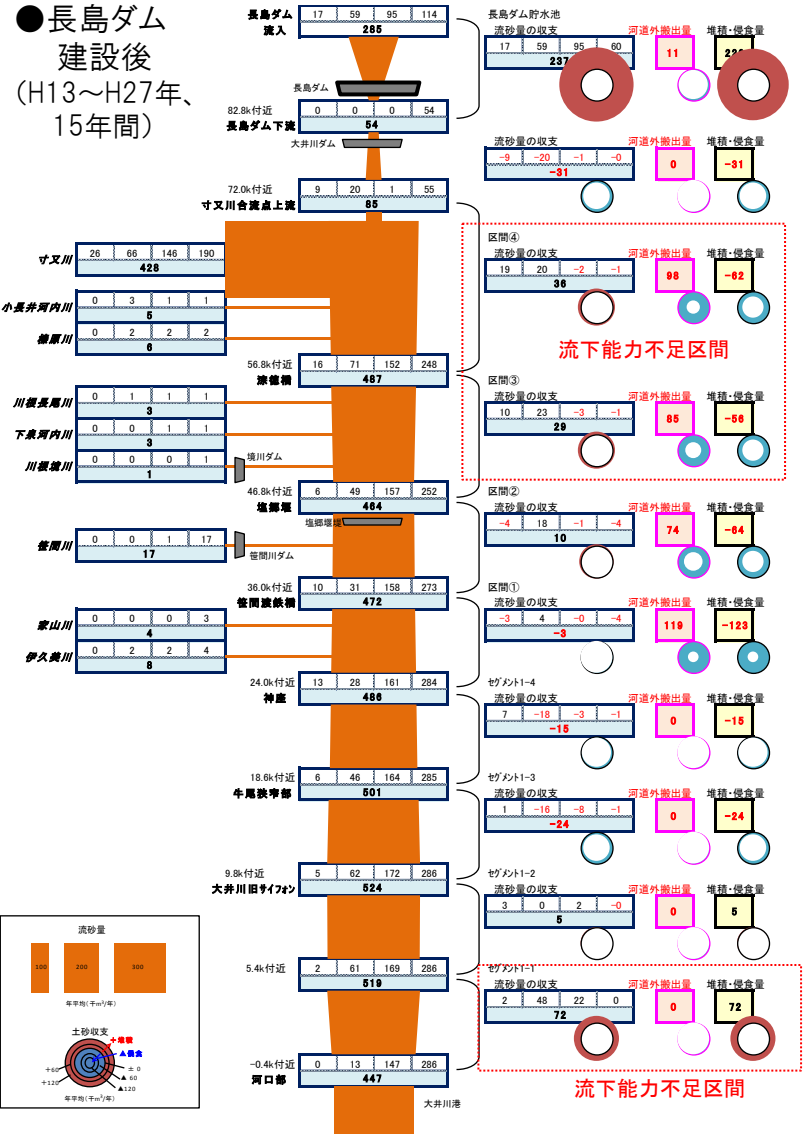 ●長島ダム
建設後
(H13～H27年、
15年間)
長島ダム
流入
17 59 95 114
285
長島ダム
82.8k付近
長島ダム下流
0 0 0 54
54
大井川ダム
72.0k付近
寸又川合流点上流
9 20 1 55
85
寸又川
26 66 146 190
428
小長井河内川
0 3 1 1
5
榛原川
0 2 2 2
6
56.8k付近
淙徳橋
16 71 152 248
487
川根長尾川
0 1 1 1
3
下泉河内川
0 0 1 1
3
川根境川
0 0 0 1
1
境川ダム
46.8k付近
塩郷堰
6 49 157 252
464
塩郷堰堤
笹間川
0 0 1 17
17
笹間川ダム
36.0k付近
笹間渡鉄橋
10 31 158 273
472
家山川
0 0 0 3
4
伊久美川
0 2 2 4
8
24.0k付近
神座
13 28 161 284
486
18.6k付近
牛尾狭窄部
6 46 164 285
501
9.8k付近
大井川旧サイフォン
5 62 172 286
524
5.4k付近
2 61 169 286
519
-0.4k付近
河口部
0 13 147 286
447
大井川港
長島ダム貯水池
流砂量の収支 河道外搬出量 堆積・侵食量
17 59 95 60
237
11
流砂量の収支 河道外搬出量 堆積・侵食量
-9 -20 -1 -0
-31
0
-31
区間④
流砂量の収支 河道外搬出量 堆積・侵食量
19 20 -2 -1
36
98
-62
流下能力不足区間
区間③
流砂量の収支 河道外搬出量 堆積・侵食量
10 23 -3 -1
29
85
-56
区間②
流砂量の収支 河道外搬出量 堆積・侵食量
-4 18 -1 -4
10
74
-64
区間①
流砂量の収支 河道外搬出量 堆積・侵食量
-3 4 -0 -4
-3
119
-123
セグメント1-4
流砂量の収支 河道外搬出量 堆積・侵食量
7 -18 -3 -1
-15
0
-15
セグメント1-3
流砂量の収支 河道外搬出量 堆積・侵食量
1 -16 -8 -1
-24
0
-24
セグメント1-2
流砂量の収支 河道外搬出量 堆積・侵食量
3 0 2 -0
5
0
5
セグメント1-1
流砂量の収支 河道外搬出量 堆積・侵食量
2 48 22 0
72
0
72
流下能力不足区間
流砂量
100 200 300
年平均(千m³/年)
土砂収支
+堆積
▲侵食
+60
+120
± 0
▲ 60
▲120
年平均(千m³/年)